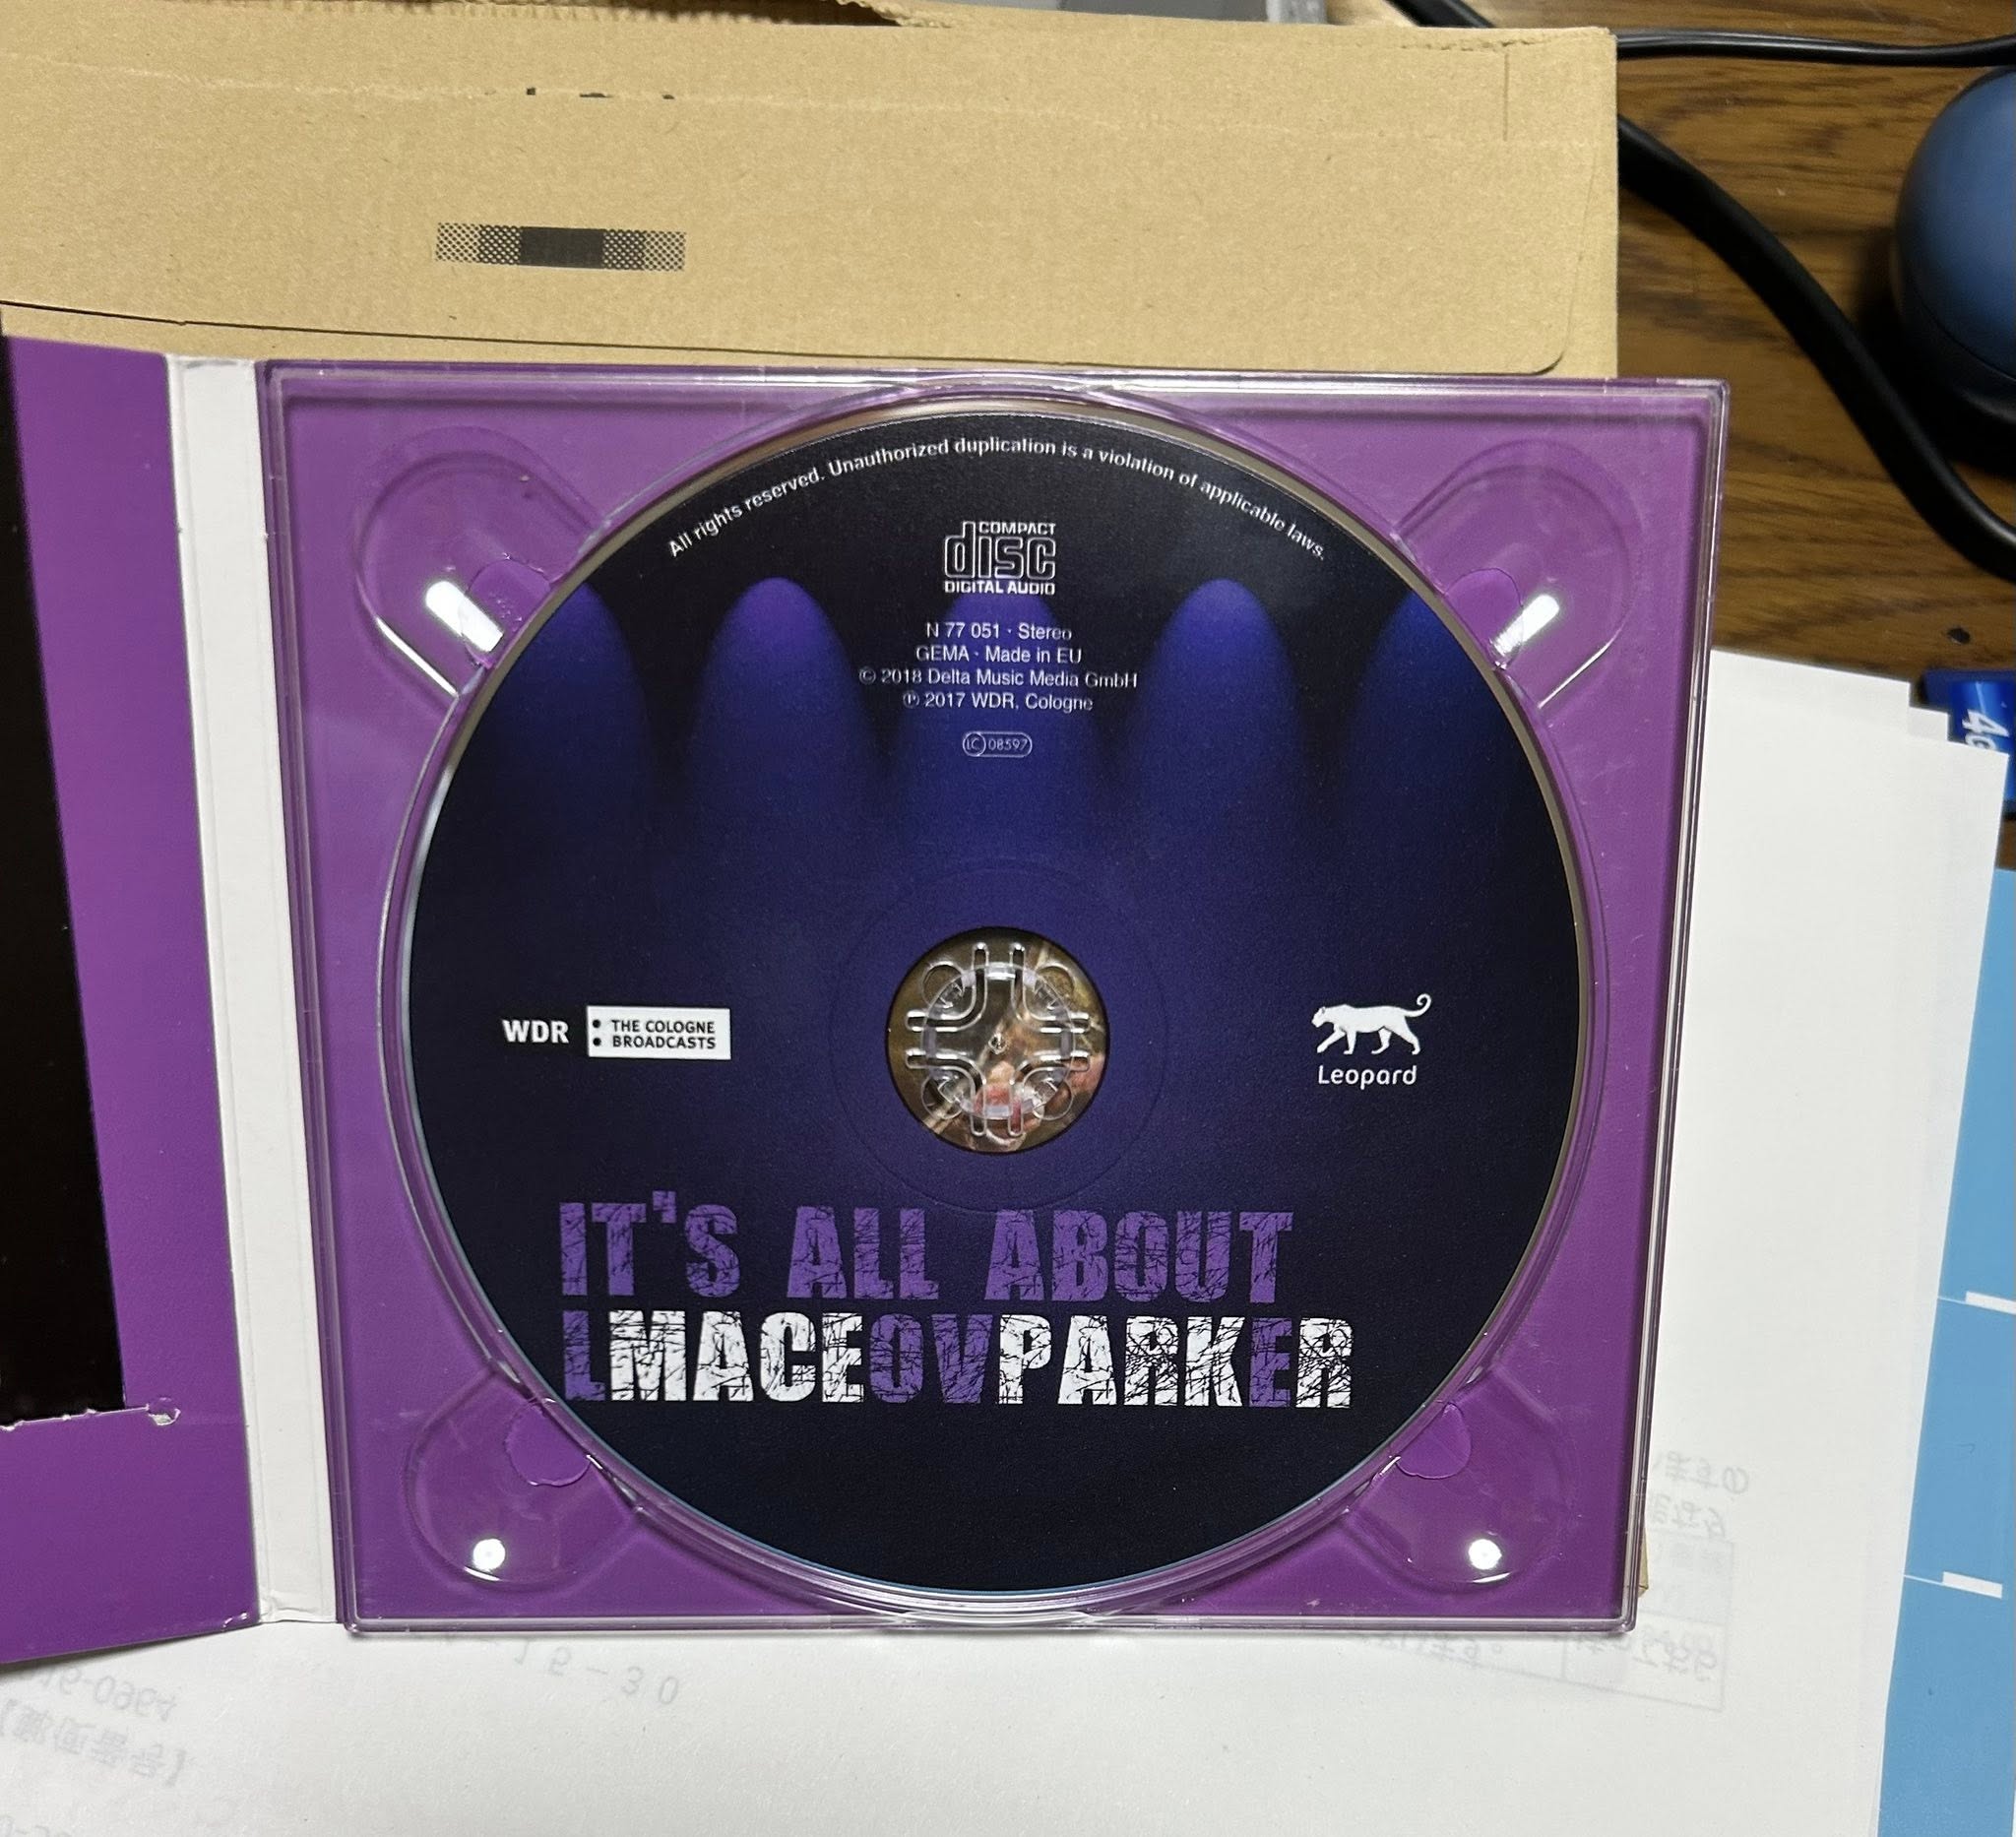 All rights reserved. Unauthorized duplication is a violation of applicable laws.
COMPACT
disc
DIGITAL AUDIO
N 77 051 · Stereo
GEMA · Made in EU
© 2018 Delta Music Media GmbH
℗ 2017 WDR, Cologne
LC 08597
WDR
THE COLOGNE
BROADCASTS
Leopard
IT'S ALL ABOUT
LMACEOVPARKER
15-30